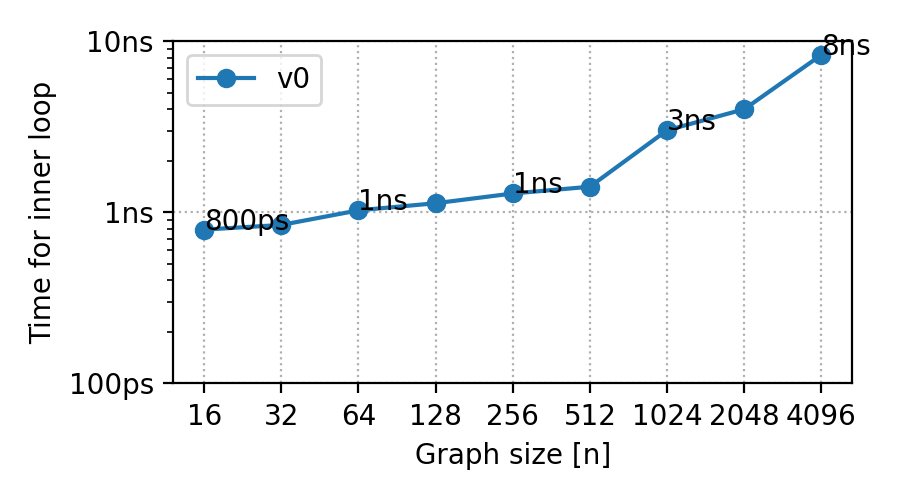 10ns
1ns
100ps
Time for inner loop
v0
800ps
1ns
1ns
3ns
8ns
16 32 64 128 256 512 1024 2048 4096
Graph size [n]